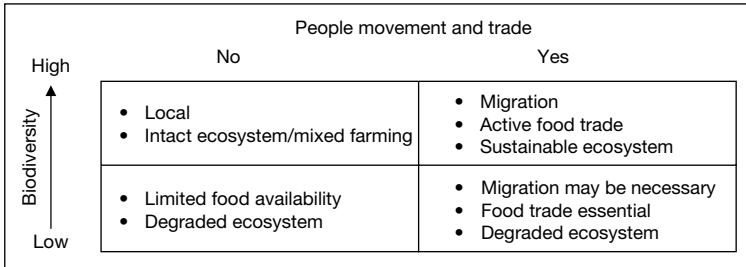 People movement and trade
No
Yes
High
Biodiversity
Low
• Local
• Intact ecosystem/mixed farming
• Migration
• Active food trade
• Sustainable ecosystem
• Limited food availability
• Degraded ecosystem
• Migration may be necessary
• Food trade essential
• Degraded ecosystem